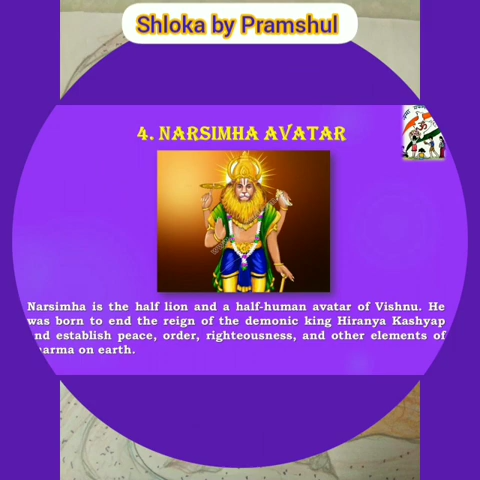 Shloka by Pramshul
4. NARSIMHA AVATAR
Narsimha is the half lion and a half-human avatar of Vishnu. He
was born to end the reign of the demonic king Hiranya Kashyap
and establish peace, order, righteousness, and other elements of
dharma on earth.